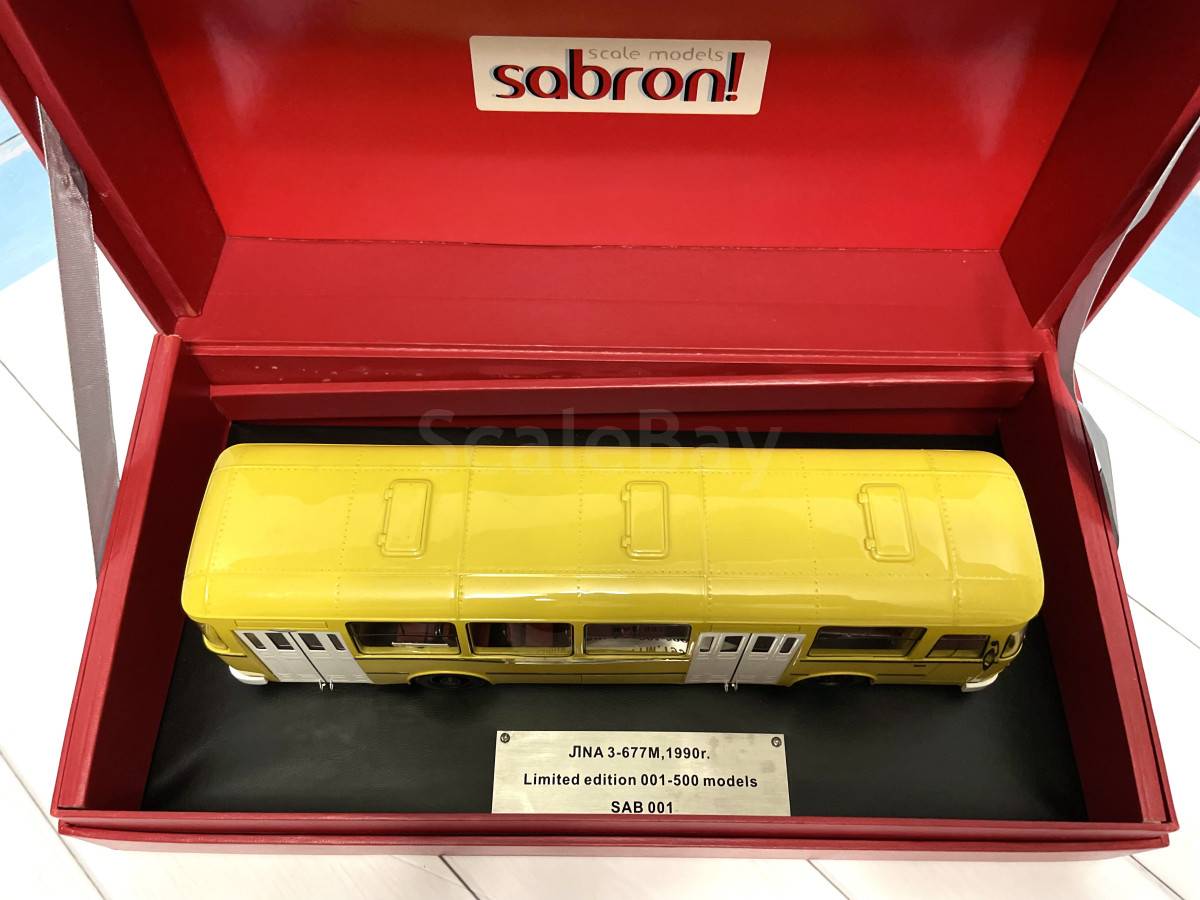 scale models
sabron!
ScaleBay
ЛNA 3-677M,1990г.
Limited edition 001-500 models
SAB 001